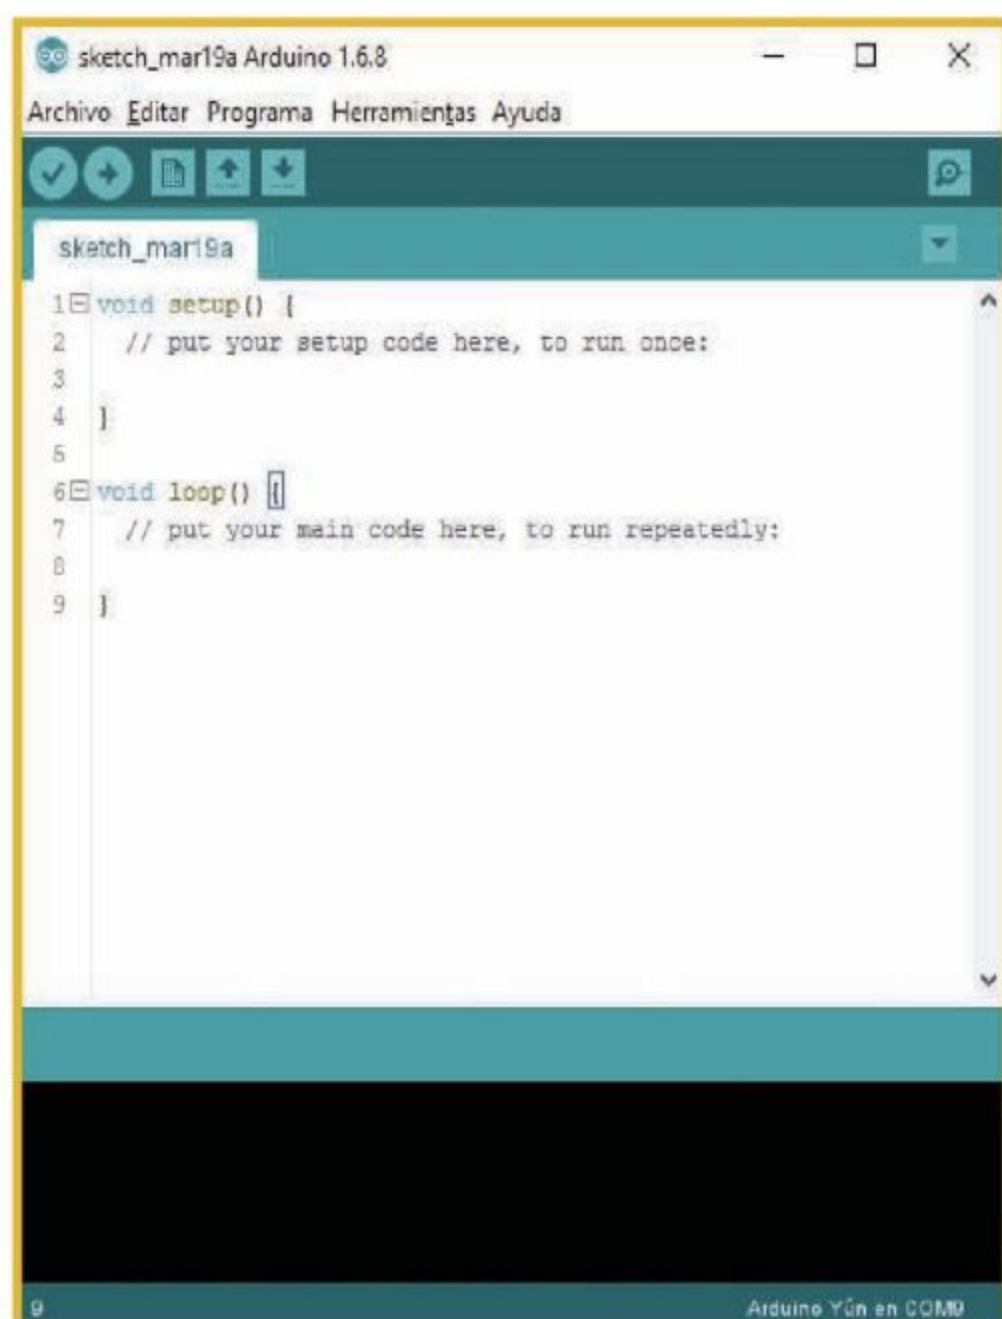 sketch_mar19a Arduino 1.6.8
Archivo Editar Programa Herramientas Ayuda
sketch_mar19a
1 void setup() {
2 // put your setup code here, to run once:
3
4 }
5
6 void loop() {
7 // put your main code here, to run repeatedly:
8
9 }
9 Arduino Yún en COM9